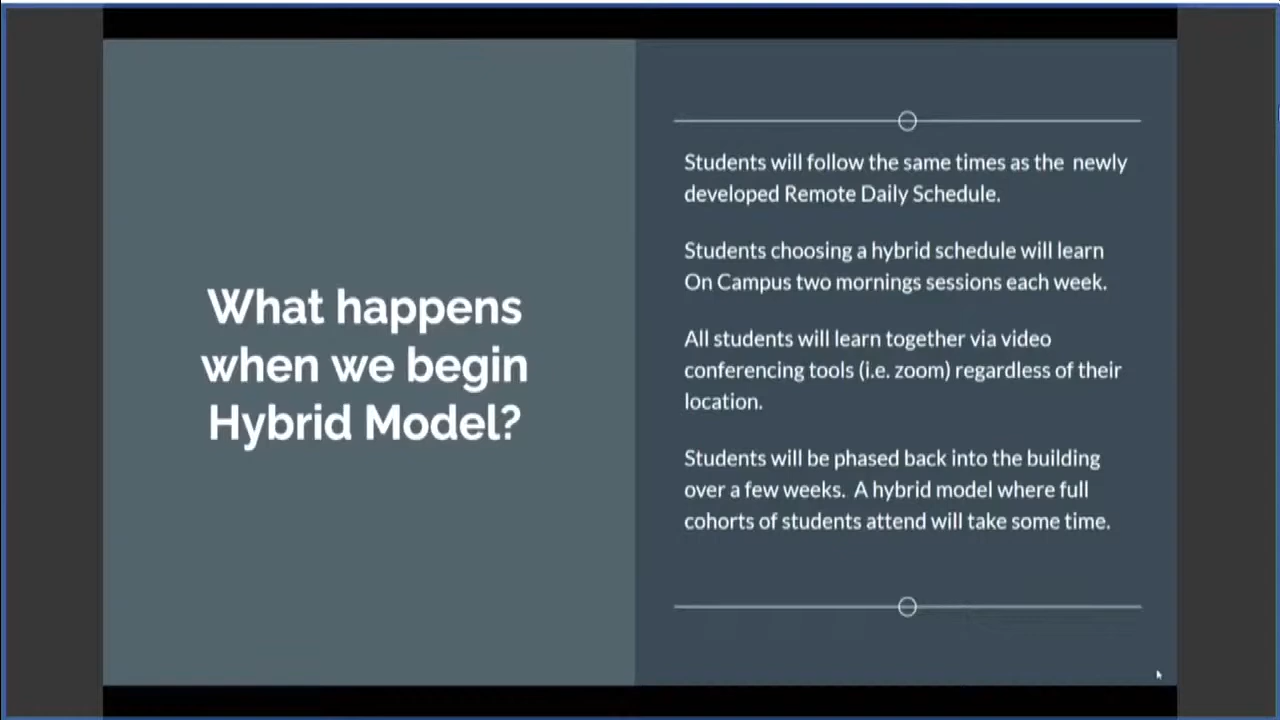 What happens
when we begin
Hybrid Model?
Students will follow the same times as the  newly
developed Remote Daily Schedule.
Students choosing a hybrid schedule will learn
On Campus two mornings sessions each week.
All students will learn together via video
conferencing tools (i.e. zoom) regardless of their
location.
Students will be phased back into the building
over a few weeks.  A hybrid model where full
cohorts of students attend will take some time.